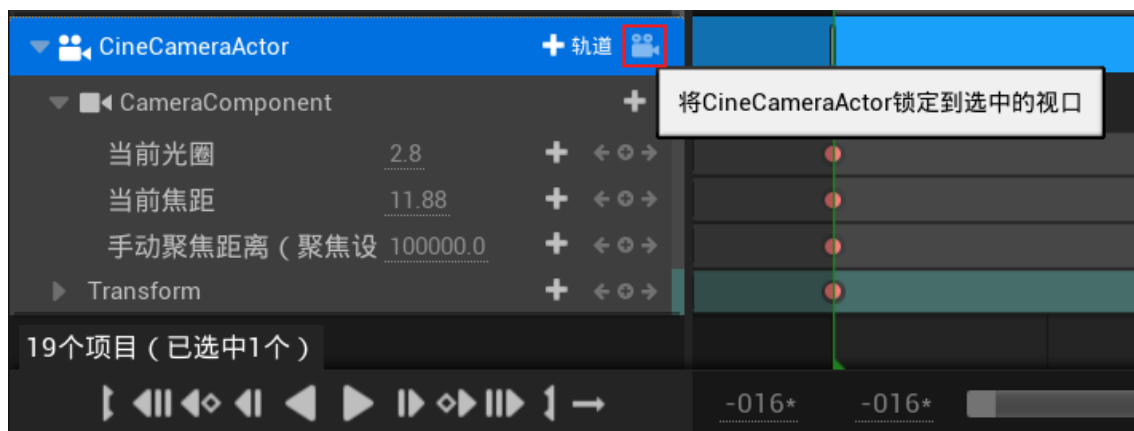 CineCameraActor
轨道
将CineCameraActor锁定到选中的视口
CameraComponent
当前光圈 2.8
当前焦距 11.88
手动聚焦距离（聚焦设 100000.0
Transform
19个项目（已选中1个）
-016* -016*